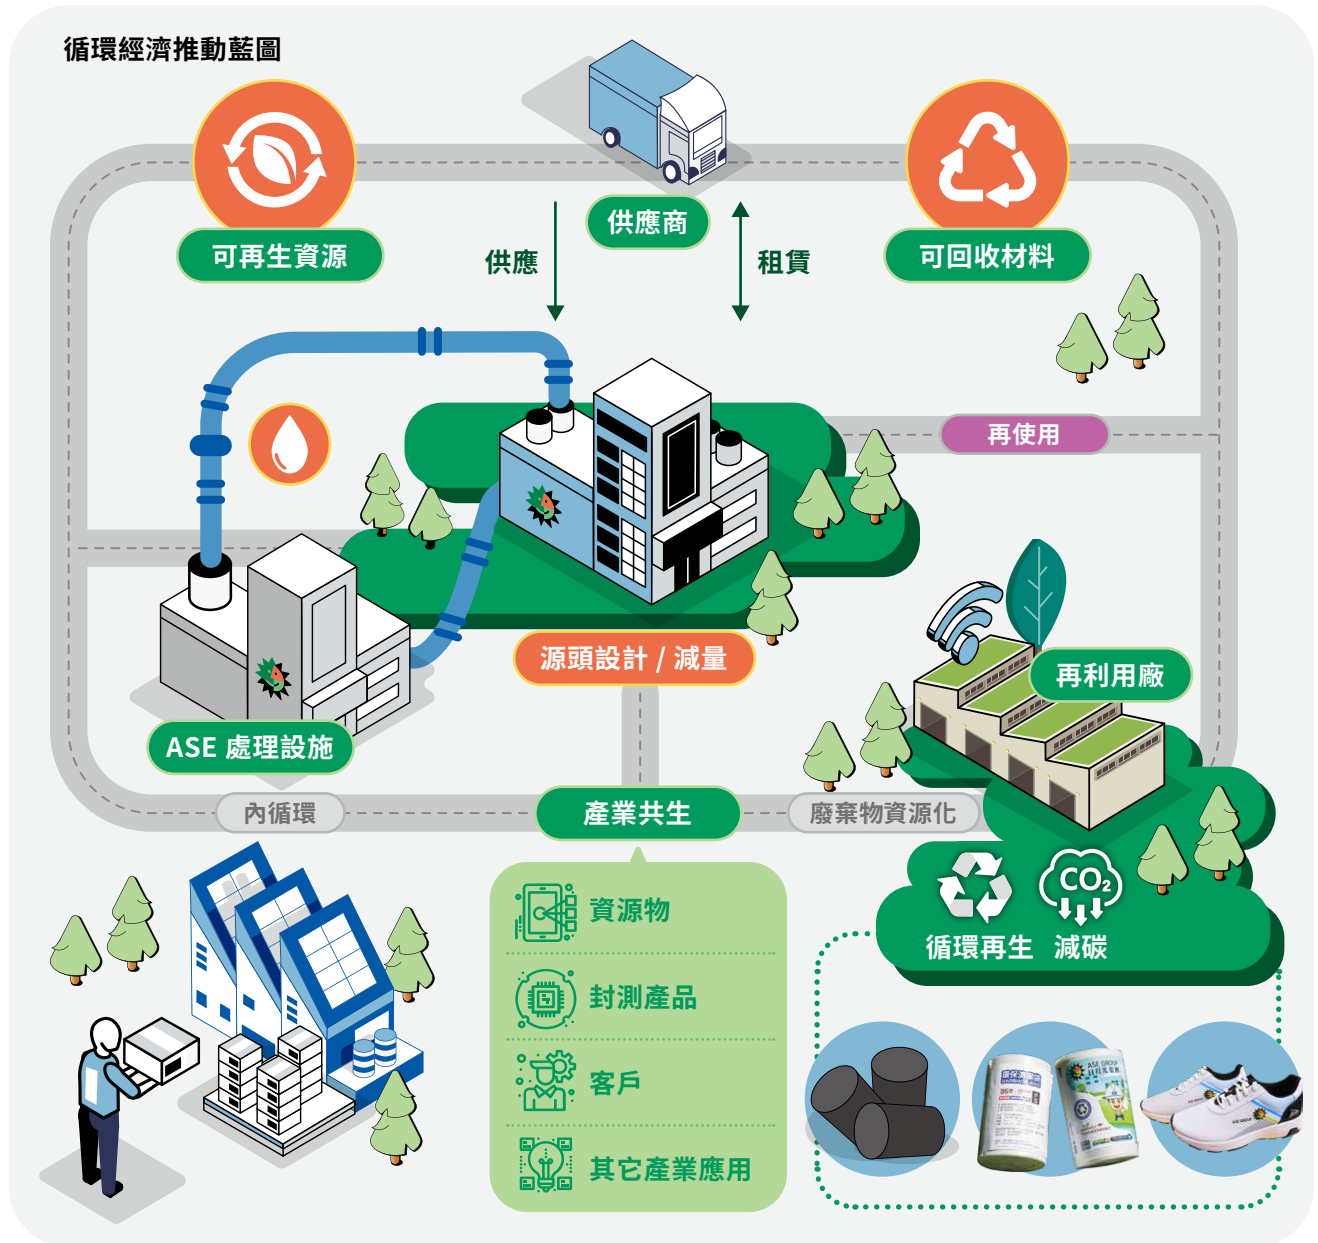 循環經濟推動藍圖
可再生資源
供應商
可回收材料
供應
租賃
再使用
源頭設計 / 減量
再利用廠
ASE 處理設施
內循環
產業共生
廢棄物資源化
資源物
封測產品
客戶
其它產業應用
CO₂
循環再生
減碳
ASE GROUP